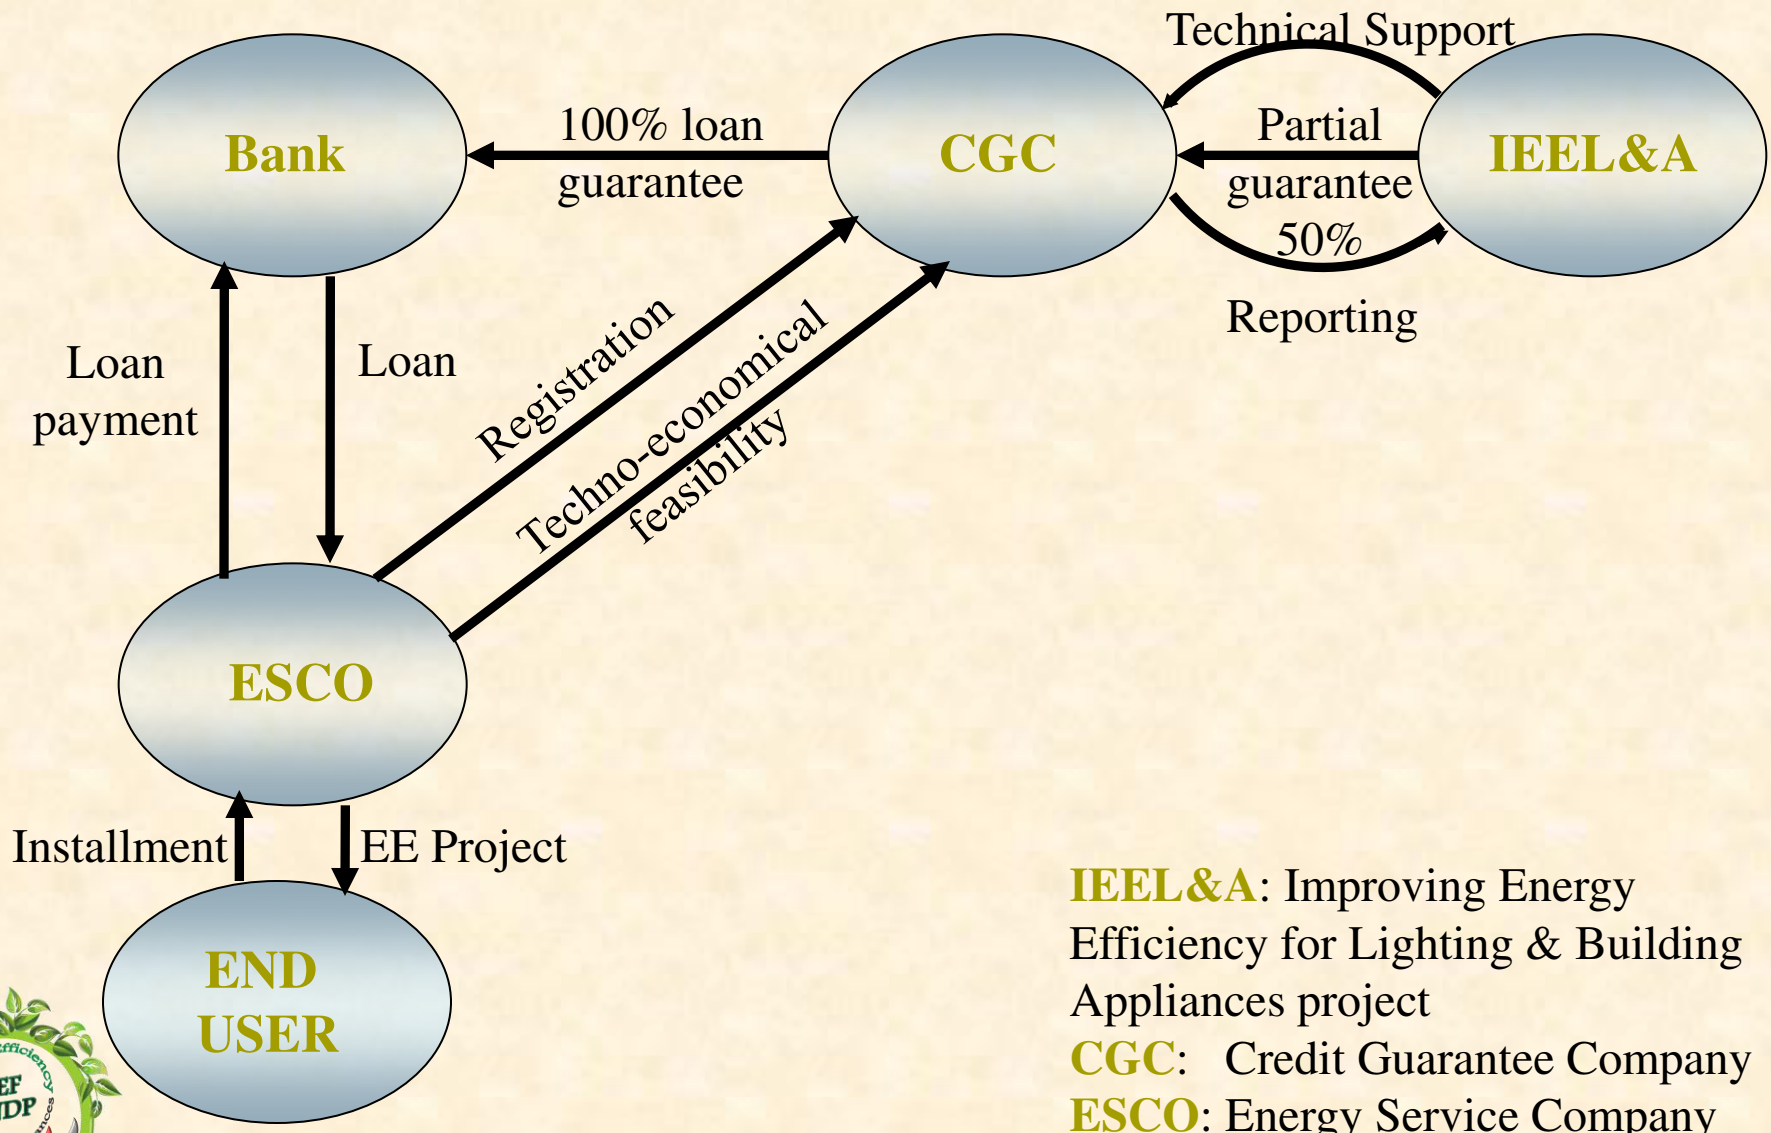 Technical Support
Bank
100% loan
guarantee
CGC
Partial
guarantee
50%
IEEL&A
Reporting
Loan
payment
Loan
Registration
Techno-economical
feasibility
ESCO
Installment
EE Project
END
USER
IEEL&A: Improving Energy
Efficiency for Lighting & Building
Appliances project
CGC: Credit Guarantee Company
ESCO: Energy Service Company